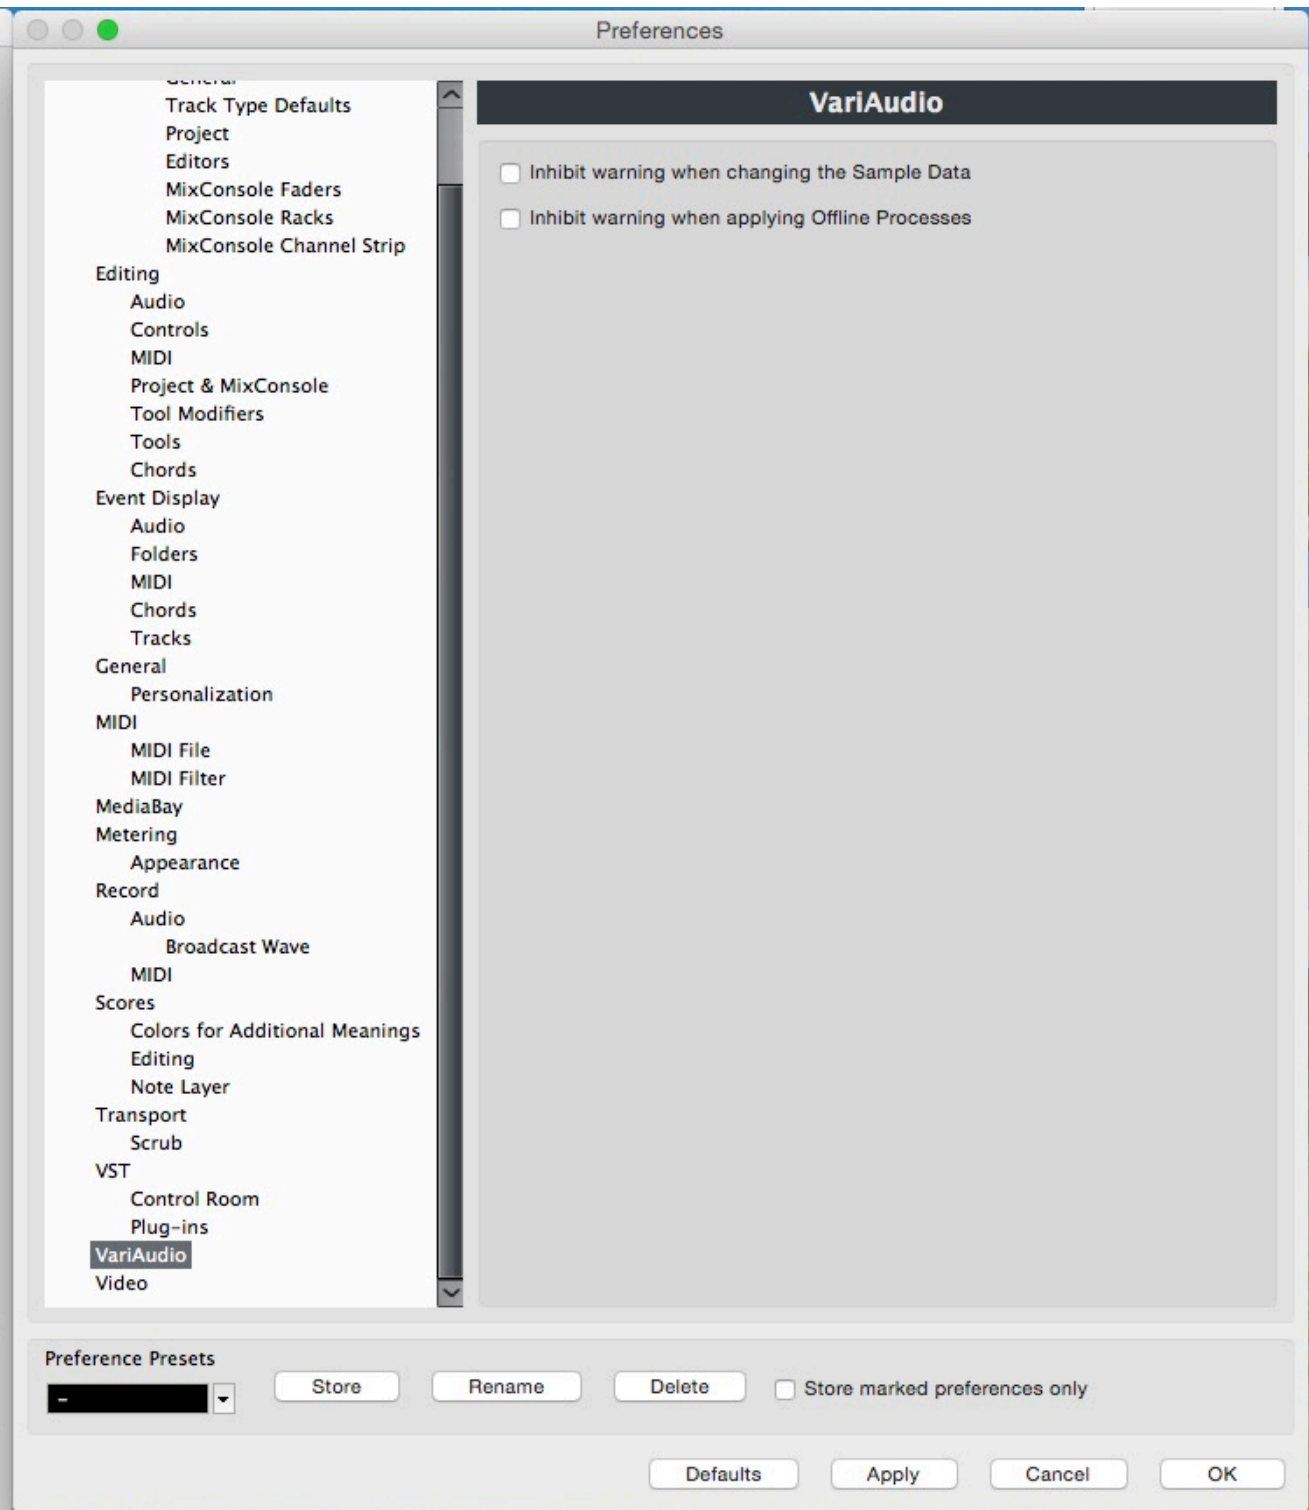 Preferences
General
Track Type Defaults
Project
Editors
MixConsole Faders
MixConsole Racks
MixConsole Channel Strip
Editing
Audio
Controls
MIDI
Project & MixConsole
Tool Modifiers
Tools
Chords
Event Display
Audio
Folders
MIDI
Chords
Tracks
General
Personalization
MIDI
MIDI File
MIDI Filter
MediaBay
Metering
Appearance
Record
Audio
Broadcast Wave
MIDI
Scores
Colors for Additional Meanings
Editing
Note Layer
Transport
Scrub
VST
Control Room
Plug-ins
VariAudio
Video
VariAudio
Inhibit warning when changing the Sample Data
Inhibit warning when applying Offline Processes
Preference Presets
–
Store
Rename
Delete
Store marked preferences only
Defaults
Apply
Cancel
OK